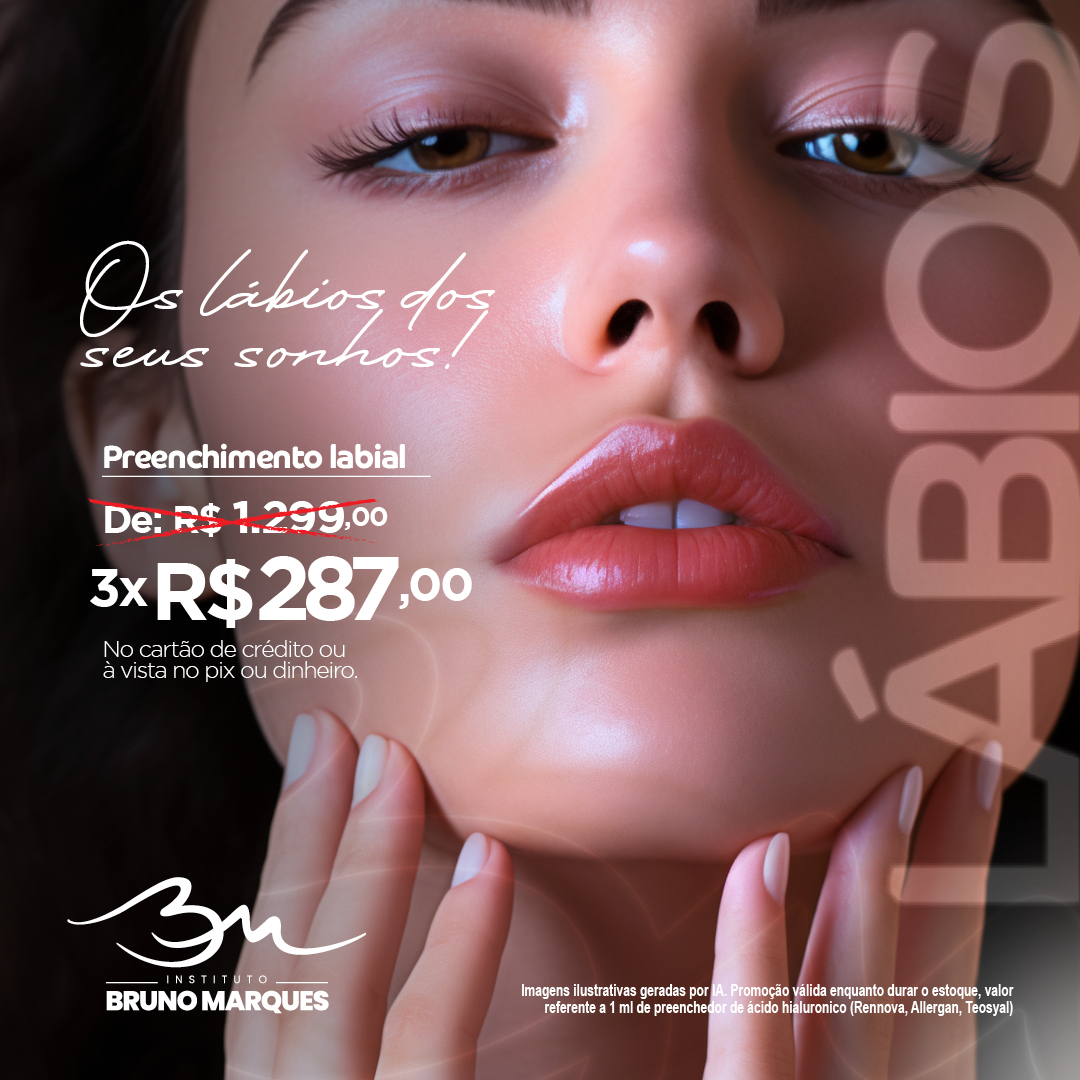 Os lábios dos
seus sonhos!
Preenchimento labial
De: R$ 1.299,00
3x R$ 287,00
No cartão de crédito ou
à vista no pix ou dinheiro.
LÁBIOS
BM
INSTITUTO
BRUNO MARQUES
Imagens ilustrativas geradas por IA. Promoção válida enquanto durar o estoque, valor
referente a 1 ml de preenchedor de ácido hialuronico (Rennova, Allergan, Teosyal)